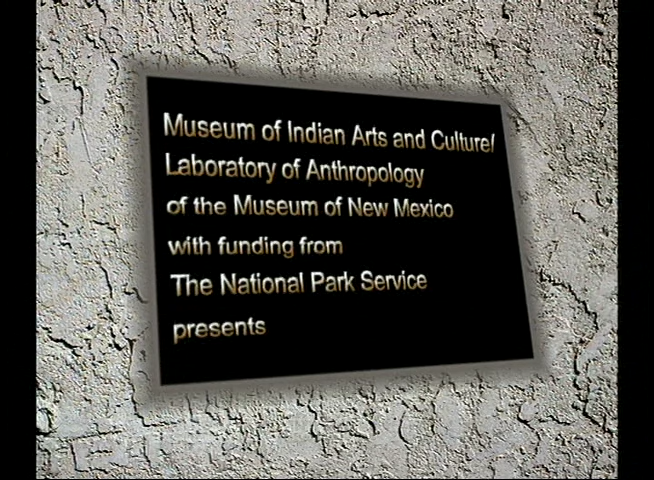 Museum of Indian Arts and Culture/
Laboratory of Anthropology
of the Museum of New Mexico
with funding from
The National Park Service
presents